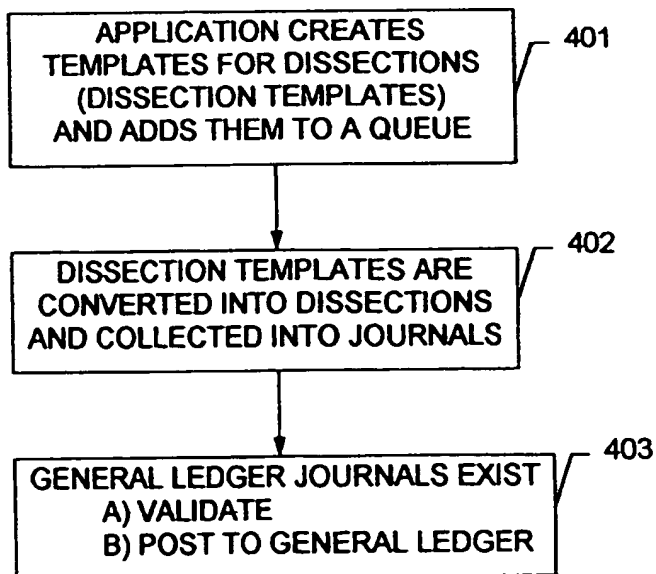 APPLICATION CREATES
TEMPLATES FOR DISSECTIONS
(DISSECTION TEMPLATES)
AND ADDS THEM TO A QUEUE
401
DISSECTION TEMPLATES ARE
CONVERTED INTO DISSECTIONS
AND COLLECTED INTO JOURNALS
402
GENERAL LEDGER JOURNALS EXIST
A) VALIDATE
B) POST TO GENERAL LEDGER
403